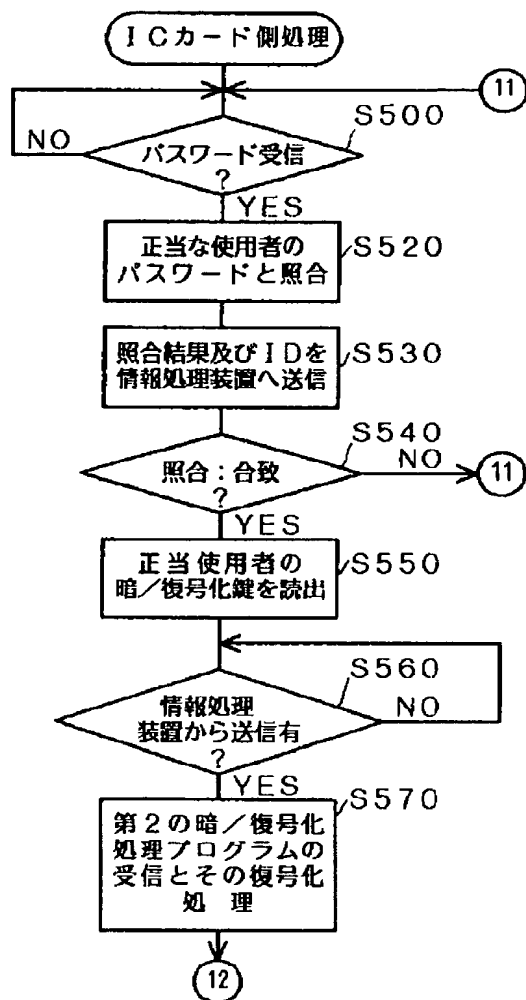 ICカード側処理
11
S500
NO
パスワード受信
?
YES
S520
正当な使用者の
パスワードと照合
S530
照合結果及びIDを
情報処理装置へ送信
S540
照合:合致
?
NO
11
YES
S550
正当使用者の
暗/復号化鍵を読出
S560
情報処理
装置から送信有
?
NO
YES
S570
第2の暗/復号化
処理プログラムの
受信とその復号化
処 理
12